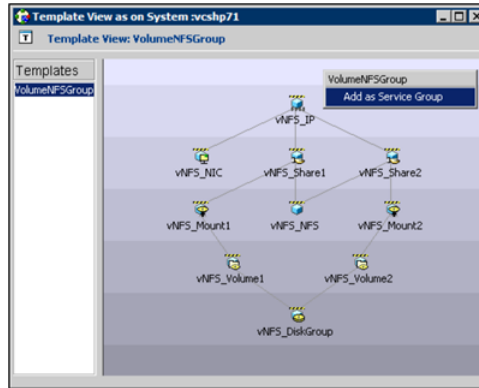 Template View as on System :vcshp71
T Template View: VolumeNFSGroup
Templates
VolumeNFSGroup
VolumeNFSGroup
Add as Service Group
vNFS_IP
vNFS_NIC vNFS_Share1 vNFS_Share2
vNFS_Mount1 vNFS_NFS vNFS_Mount2
vNFS_Volume1 vNFS_Volume2
vNFS_DiskGroup